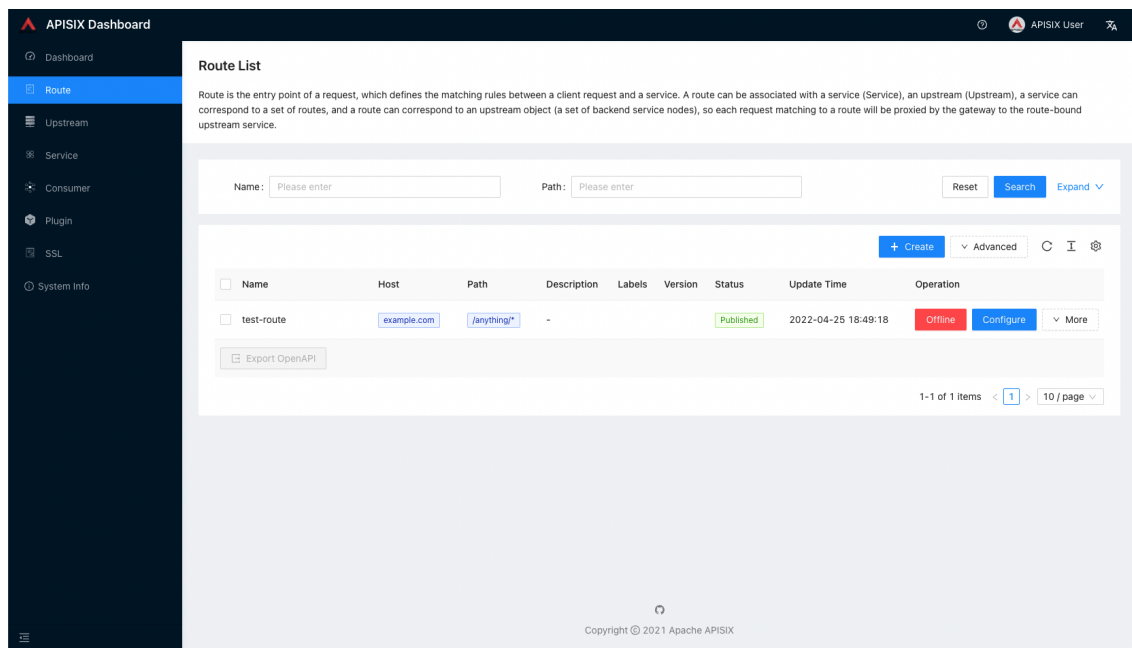 APISIX Dashboard
APISIX User
Dashboard
Route
Upstream
Service
Consumer
Plugin
SSL
System Info
Route List
Route is the entry point of a request, which defines the matching rules between a client request and a service. A route can be associated with a service (Service), an upstream (Upstream), a service can
correspond to a set of routes, and a route can correspond to an upstream object (a set of backend service nodes), so each request matching to a route will be proxied by the gateway to the route-bound
upstream service.
Name: Please enter Path: Please enter Reset Search Expand
+ Create Advanced
Name Host Path Description Labels Version Status Update Time Operation
test-route example.com /anything/* - Published 2022-04-25 18:49:18 Offline Configure More
Export OpenAPI
1-1 of 1 items < 1 > 10 / page
Copyright © 2021 Apache APISIX